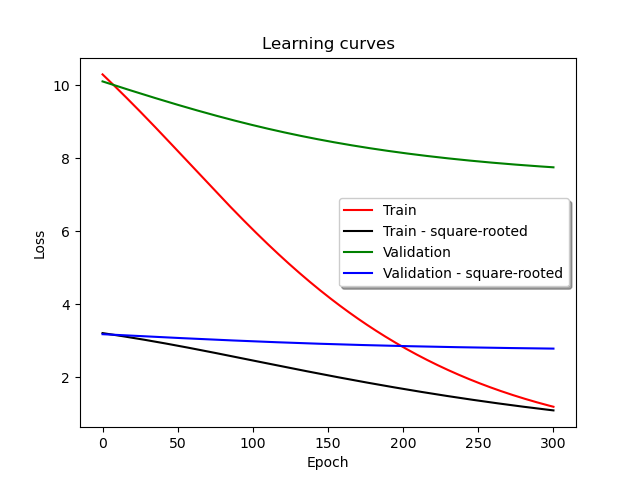 Learning curves
10
8
6
4
2
Loss
Train
Train - square-rooted
Validation
Validation - square-rooted
0 50 100 150 200 250 300
Epoch